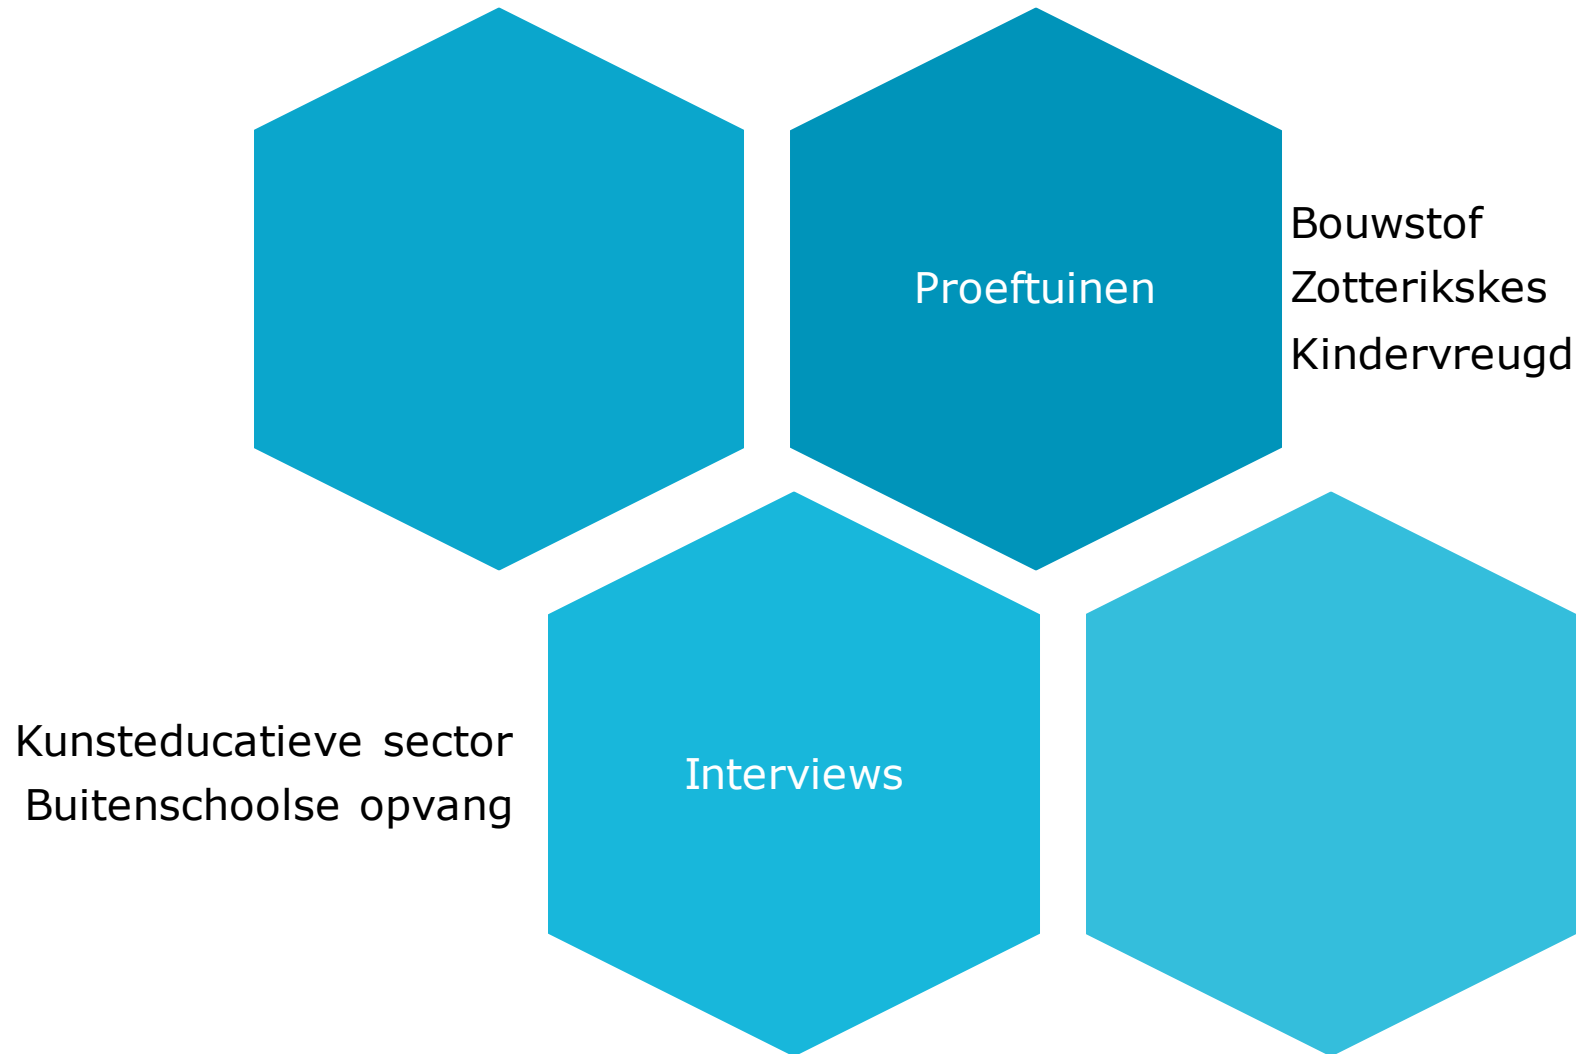 Proeftuinen
Bouwstof
Zotterikskes
Kindervreugd
Kunsteducatieve sector
Buitenschoolse opvang
Interviews